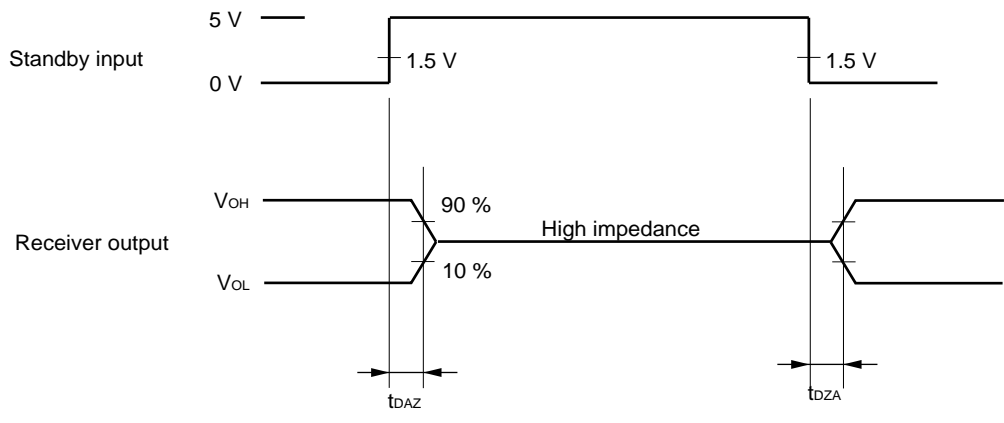 5 V
Standby input
1.5 V
1.5 V
0 V
VOH
90 %
Receiver output
High impedance
10 %
VOL
tDAZ
tDZA